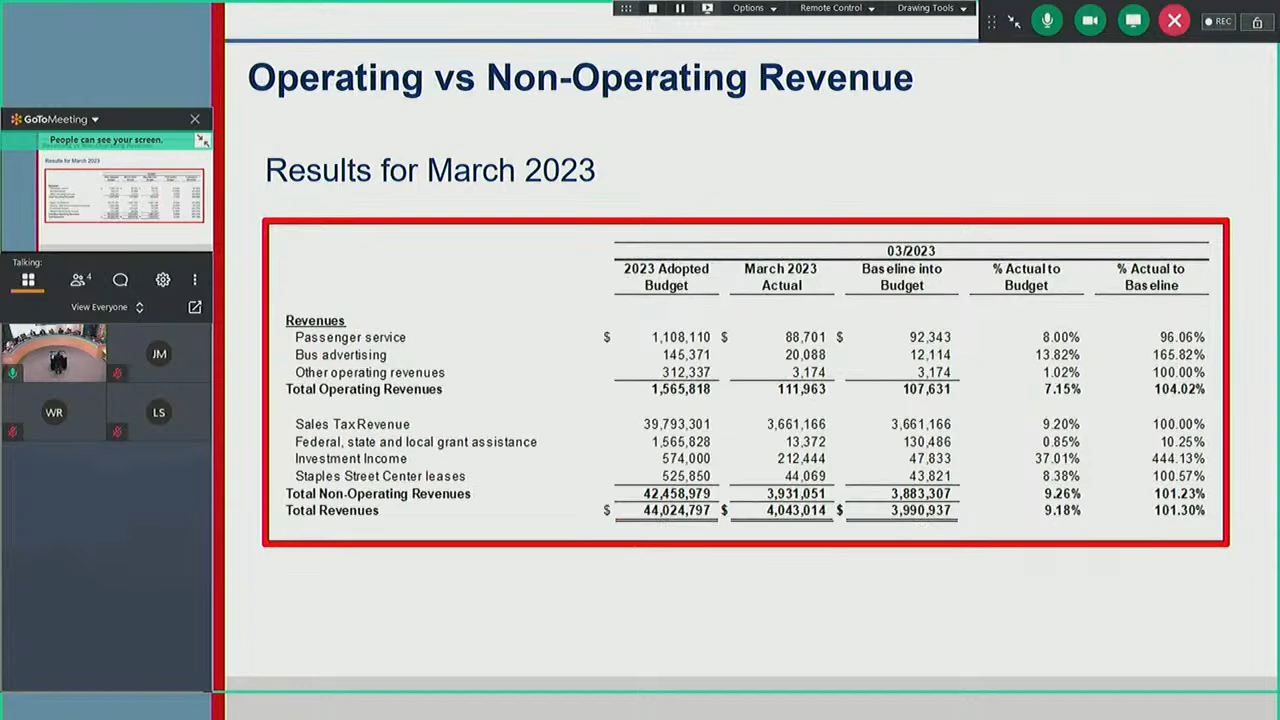 Options
Remote Control
Drawing Tools
REC
Operating vs Non-Operating Revenue
GoToMeeting
People can see your screen.
Results for March 2023
Results for March 2023
Talking:
4
View Everyone
JM
WR
LS
03/2023
2023 Adopted Budget March 2023 Actual Baseline into Budget % Actual to Budget % Actual to Baseline
Revenues
Passenger service $ 1,108,110 $ 88,701 $ 92,343 8.00% 96.06%
Bus advertising 145,371 20,088 12,114 13.82% 165.82%
Other operating revenues 312,337 3,174 3,174 1.02% 100.00%
Total Operating Revenues 1,565,818 111,963 107,631 7.15% 104.02%
Sales Tax Revenue 39,793,301 3,661,166 3,661,166 9.20% 100.00%
Federal, state and local grant assistance 1,565,828 13,372 130,486 0.85% 10.25%
Investment Income 574,000 212,444 47,833 37.01% 444.13%
Staples Street Center leases 525,850 44,069 43,821 8.38% 100.57%
Total Non-Operating Revenues 42,458,979 3,931,051 3,883,307 9.26% 101.23%
Total Revenues $ 44,024,797 $ 4,043,014 $ 3,990,937 9.18% 101.30%